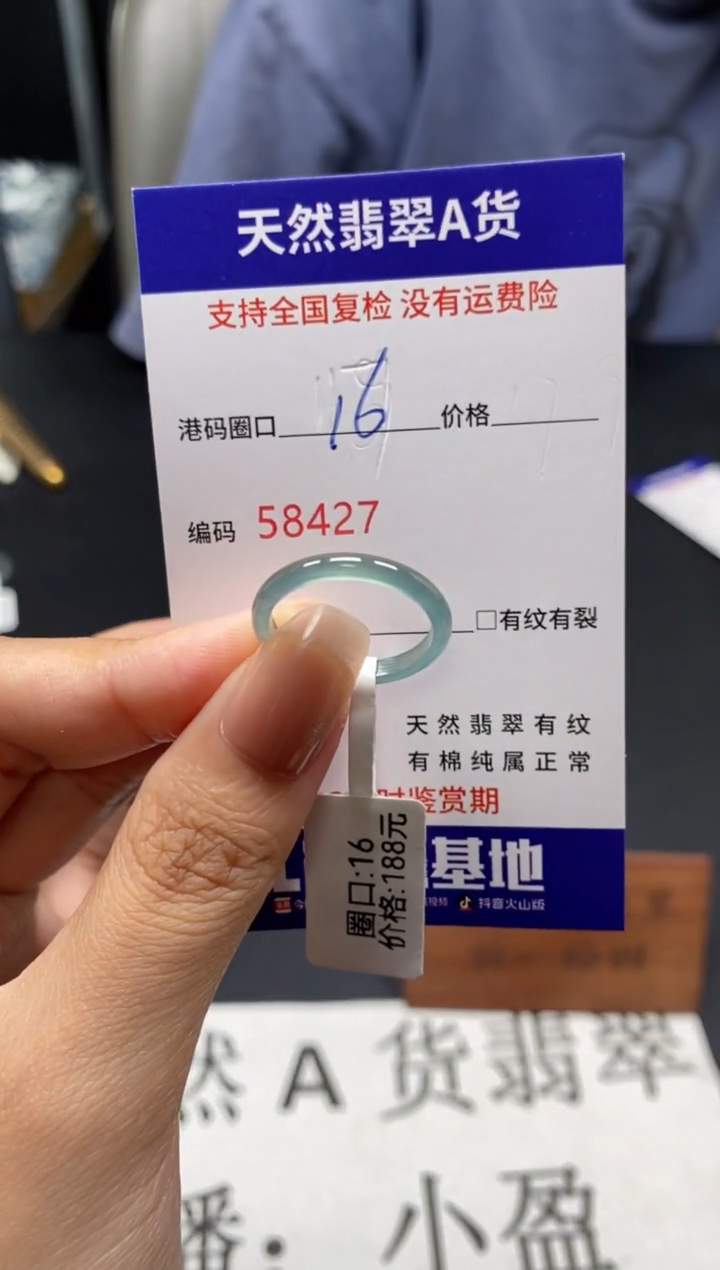 天然翡翠A货
支持全国复检 没有运费险
港码圈口 16 价格
编码 58427
□有纹有裂
天然翡翠有纹
有棉纯属正常
时鉴赏期
基地
抖音火山版
圈口:16
价格:188元
然A货翡翠
播: 小盈